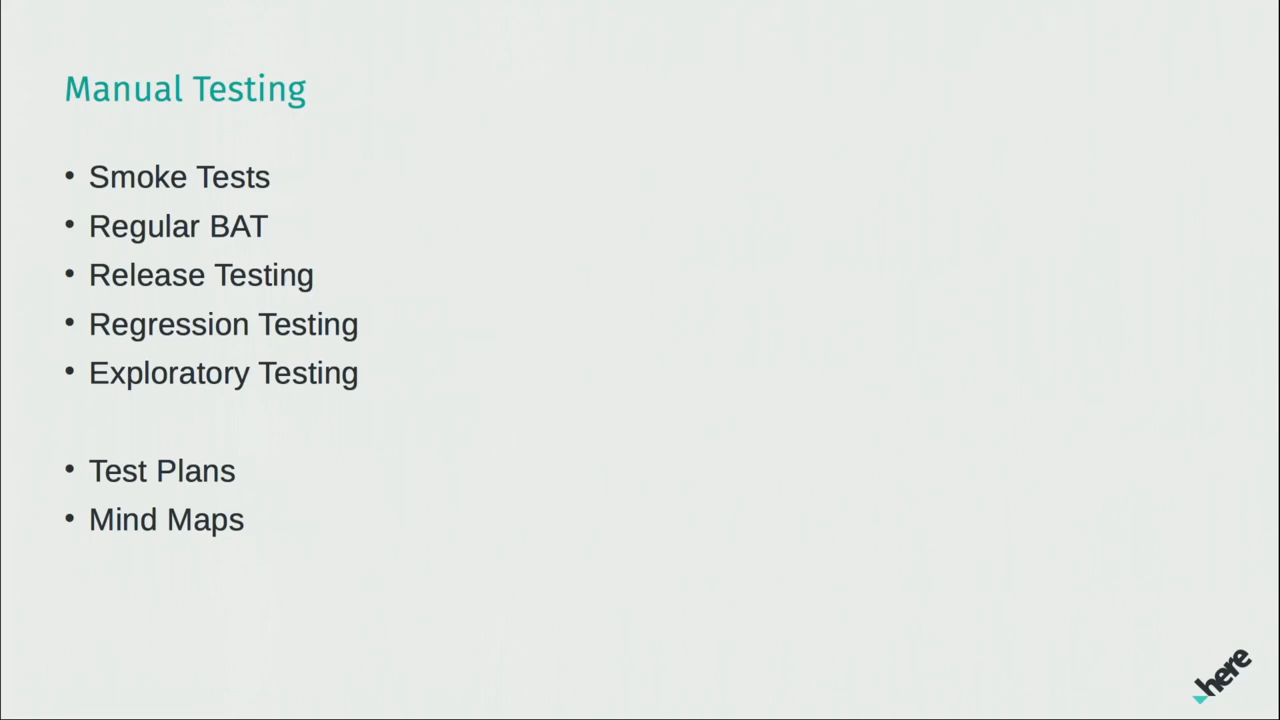 Manual Testing
• Smoke Tests
• Regular BAT
• Release Testing
• Regression Testing
• Exploratory Testing
• Test Plans
• Mind Maps
here